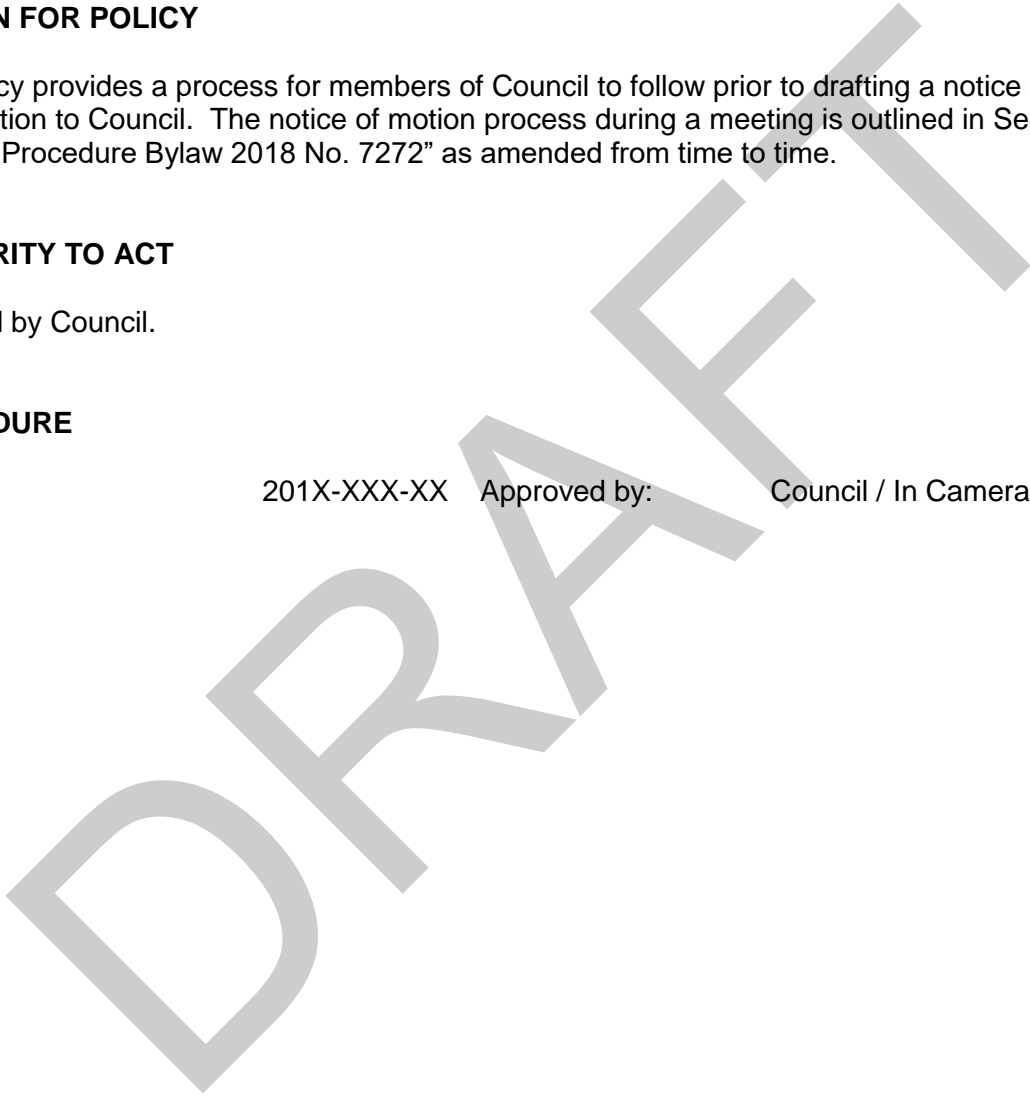 N FOR POLICY
cy provides a process for members of Council to follow prior to drafting a notice
tion to Council. The notice of motion process during a meeting is outlined in Se
Procedure Bylaw 2018 No. 7272” as amended from time to time.
RITY TO ACT
l by Council.
DURE
201X-XXX-XX Approved by: Council / In Camera
DRAFT